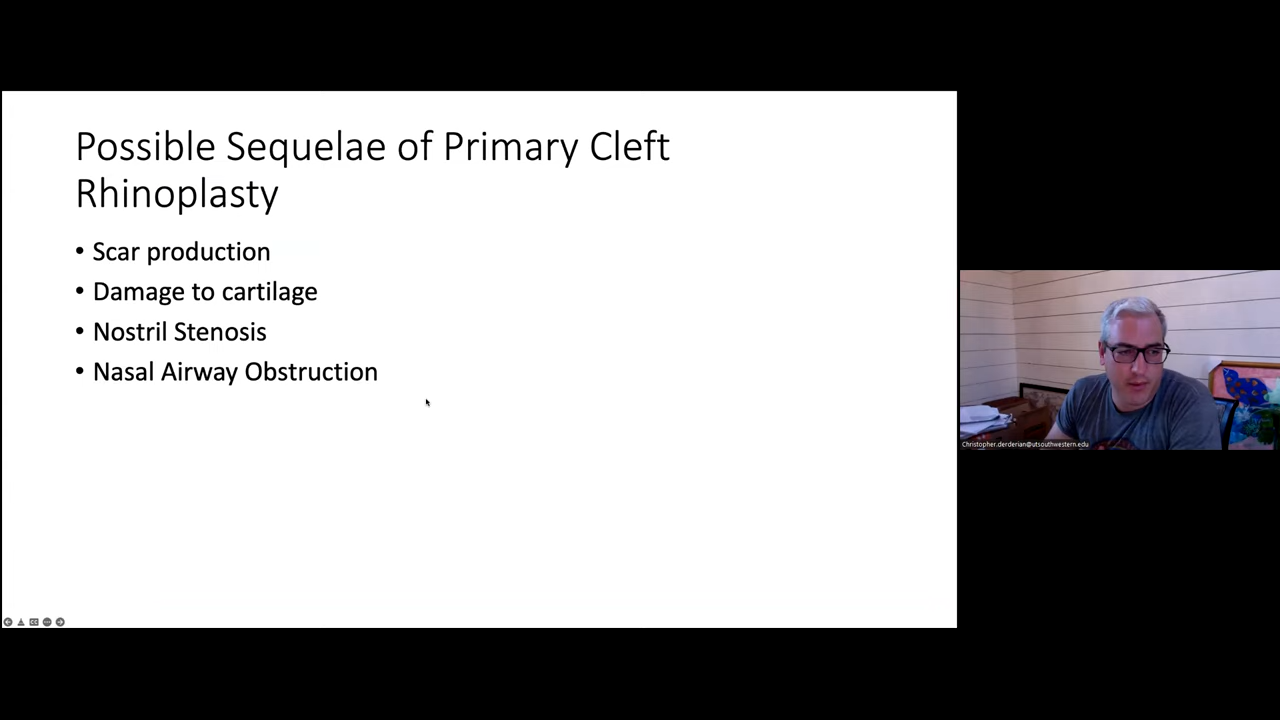 Possible Sequelae of Primary Cleft
Rhinoplasty
• Scar production
• Damage to cartilage
• Nostril Stenosis
• Nasal Airway Obstruction
Christopher.derderian@utsouthwestern.edu